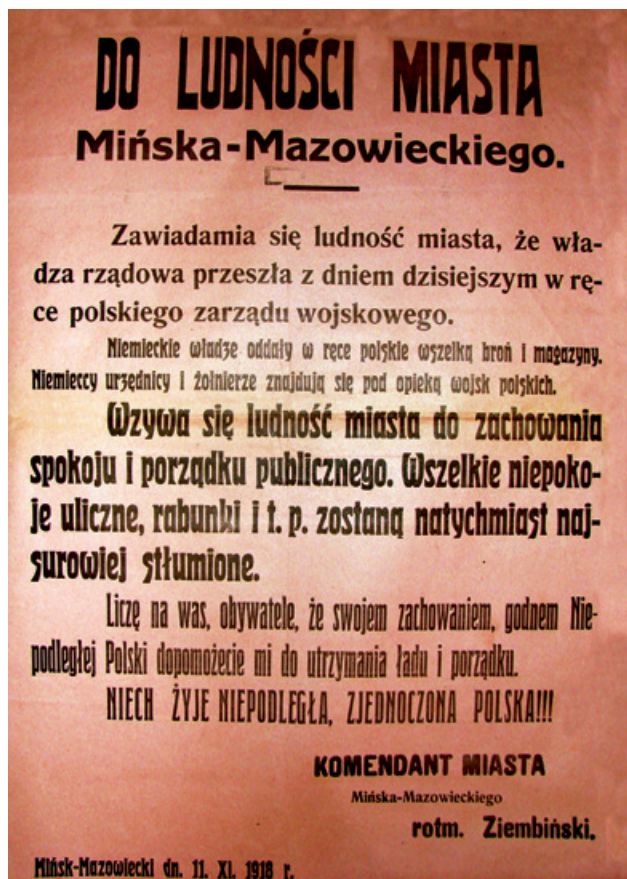 DO LUDNOŚCI MIASTA
Mińska-Mazowieckiego.
Zawiadamia się ludność miasta, że wła-
dza rządowa przeszła z dniem dzisiejszym w rę-
ce polskiego zarządu wojskowego.
Niemieckie władze oddały w ręce polskie wszelką broń i magazyny.
Niemieccy urzędnicy i żołnierze znajdują się pod opieką wojsk polskich.
Wzywa się ludność miasta do zachowania
spokoju i porządku publicznego. Wszelkie niepoko-
je uliczne, rabunki i t. p. zostaną natychmiast naj-
surowiej stłumione.
Liczę na was, obywatele, że swojem zachowaniem, godnem Nie-
podległej Polski dopomożecie mi do utrzymania ładu i porządku.
NIECH ŻYJE NIEPODLEGŁA, ZJEDNOCZONA POLSKA!!!
KOMENDANT MIASTA
Mińska-Mazowieckiego
rotm. Ziembiński.
Mińsk-Mazowiecki dn. 11. XI. 1918 r.